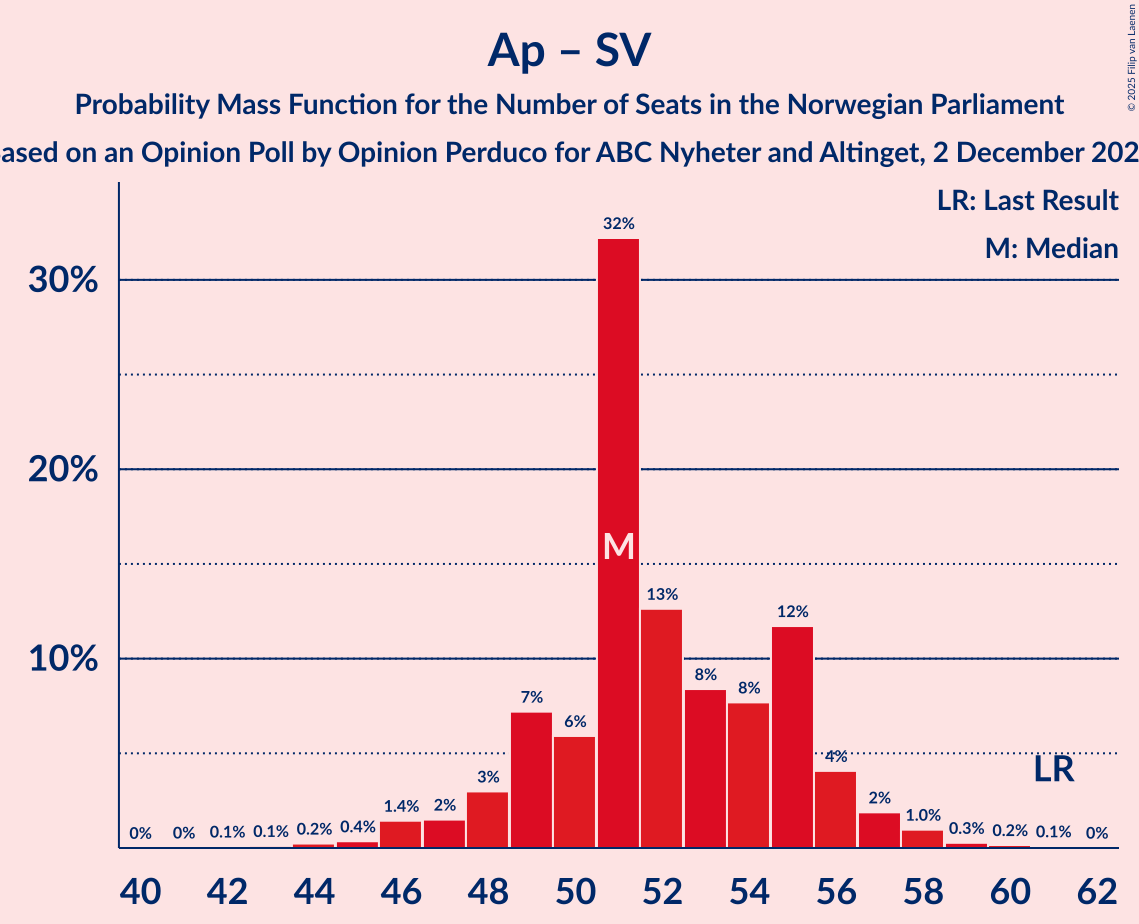 Ap – SV
Probability Mass Function for the Number of Seats in the Norwegian Parliament
ased on an Opinion Poll by Opinion Perduco for ABC Nyheter and Altinget, 2 December 202
© 2025 Filip van Laenen
LR: Last Result
M: Median
30%
20%
10%
0% 0% 0.1% 0.1% 0.2% 0.4% 1.4% 2% 3% 7% 6% 32% 13% 8% 8% 12% 4% 2% 1.0% 0.3% 0.2% 0.1% 0%
M
LR
40 42 44 46 48 50 52 54 56 58 60 62